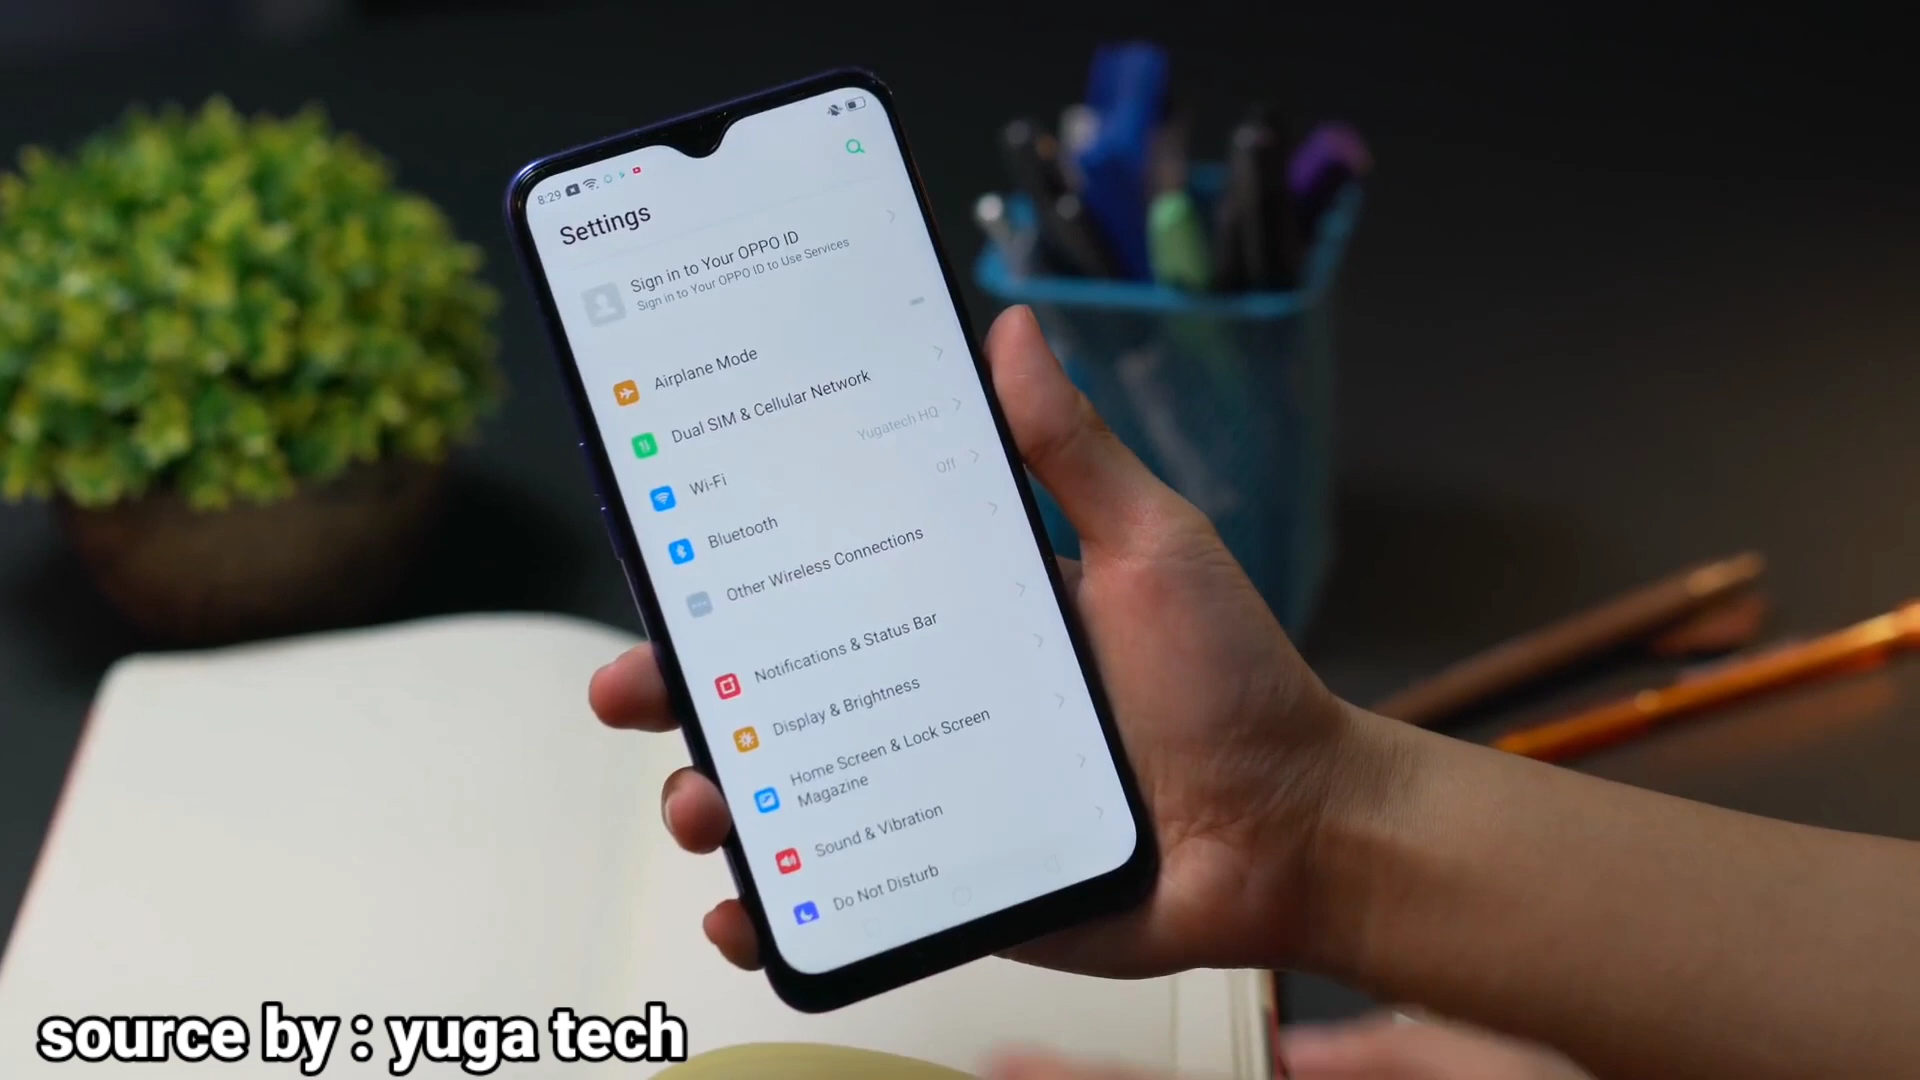 8:29
Settings
Sign in to Your OPPO ID
Sign in to Your OPPO ID to Use Services
Airplane Mode
Dual SIM & Cellular Network
Wi-Fi Yugatech HQ
Bluetooth Off
Other Wireless Connections
Notifications & Status Bar
Display & Brightness
Home Screen & Lock Screen
Magazine
Sound & Vibration
Do Not Disturb
source by : yuga tech